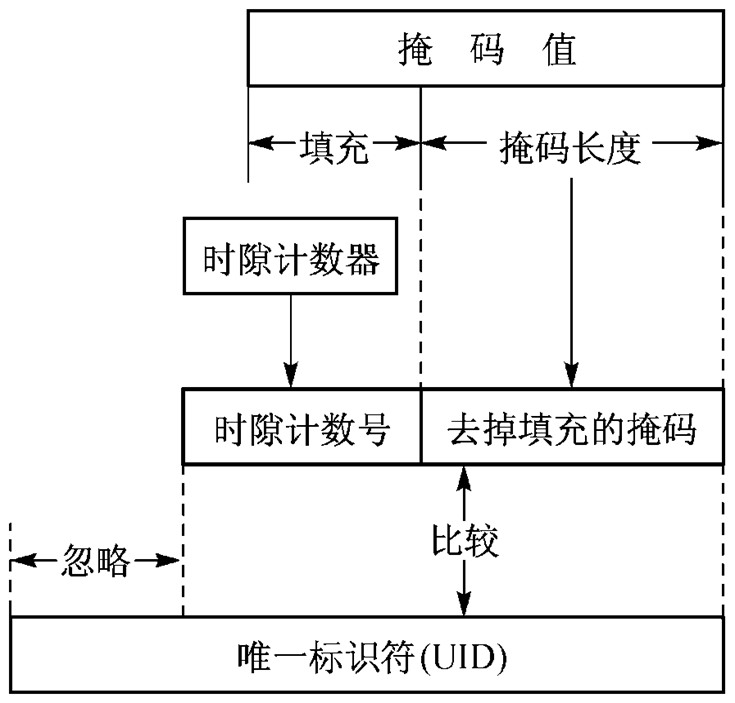 掩 码 值
填充
掩码长度
时隙计数器
时隙计数号
去掉填充的掩码
比较
忽略
唯一标识符(UID)